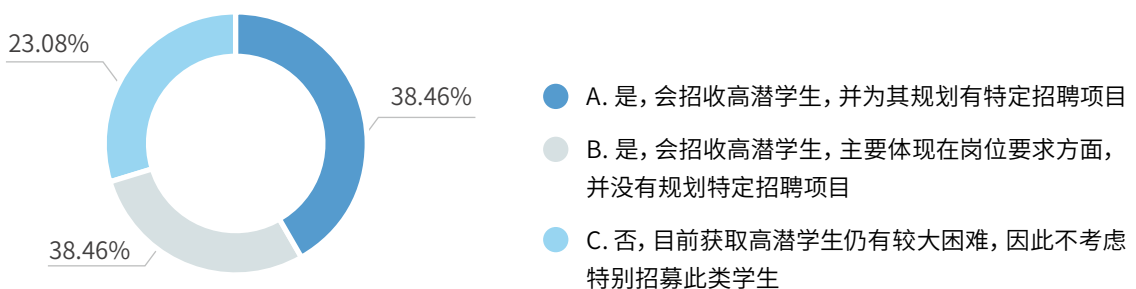 23.08%
38.46%
38.46%
A. 是，会招收高潜学生，并为其规划有特定招聘项目
B. 是，会招收高潜学生，主要体现在岗位要求方面，
并没有规划特定招聘项目
C. 否，目前获取高潜学生仍有较大困难，因此不考虑
特别招募此类学生